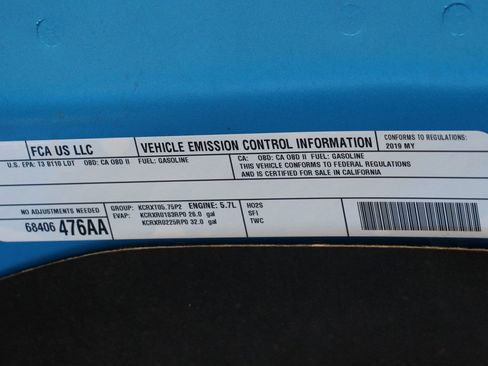 FCA US LLC
VEHICLE EMISSION CONTROL INFORMATION
CONFORMS TO REGULATIONS:
2019 MY
U.S. EPA: T3 B110 LDT OBD: CA OBD II FUEL: GASOLINE
CA: OBD: CA OBD II FUEL: GASOLINE
THIS VEHICLE CONFORMS TO FEDERAL REGULATIONS
AND IS CERTIFIED FOR SALE IN CALIFORNIA
NO ADJUSTMENTS NEEDED
68406 476AA
GROUP: KCRXT05.75P2 ENGINE: 5.7L
EVAP: KCRXR0183RP0 26.0 gal
KCRXR0225RP0 32.0 gal
HO2S
SFI
TWC